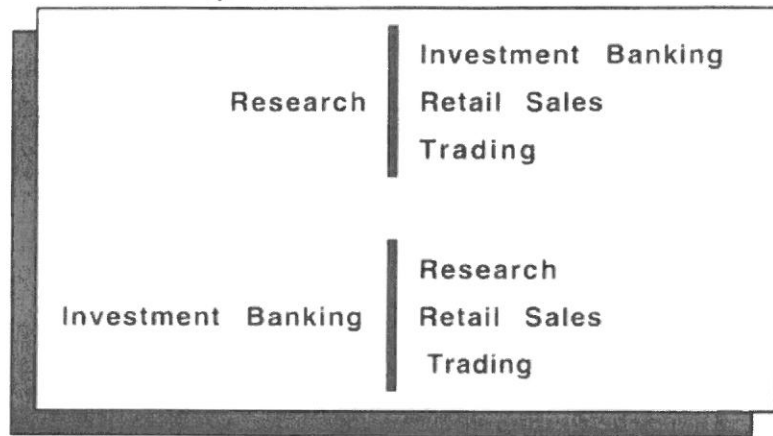 Investment Banking
Research
Retail Sales
Trading
Research
Investment Banking
Retail Sales
Trading